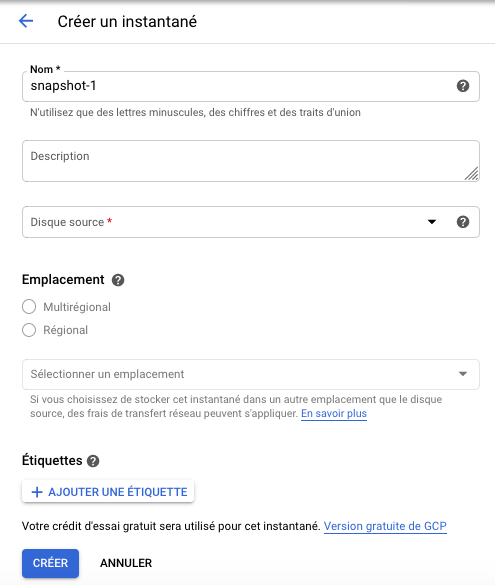 Créer un instantané
Nom *
snapshot-1
N'utilisez que des lettres minuscules, des chiffres et des traits d'union
Description
Disque source *
Emplacement
Multirégional
Régional
Sélectionner un emplacement
Si vous choisissez de stocker cet instantané dans un autre emplacement que le disque
source, des frais de transfert réseau peuvent s'appliquer. En savoir plus
Étiquettes
+ AJOUTER UNE ÉTIQUETTE
Votre crédit d'essai gratuit sera utilisé pour cet instantané. Version gratuite de GCP
CRÉER ANNULER